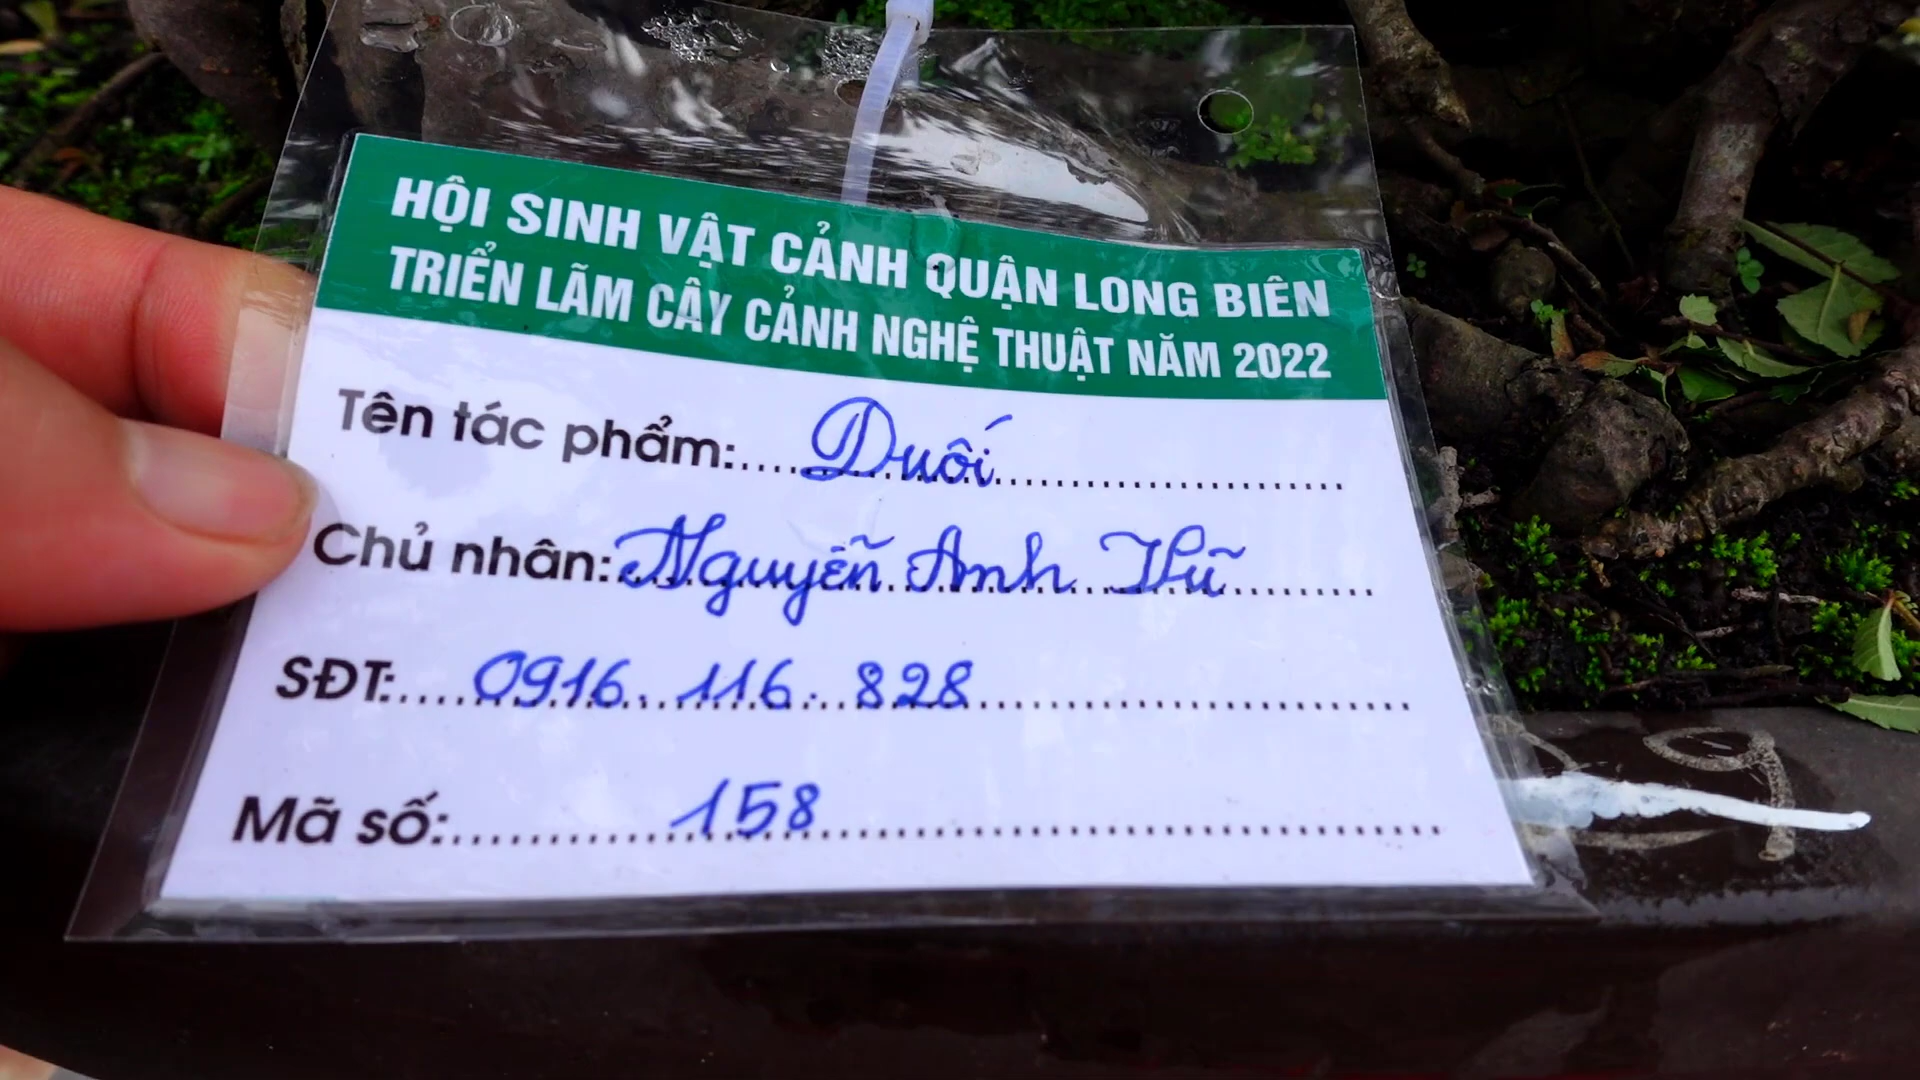 HỘI SINH VẬT CẢNH QUẬN LONG BIÊN
TRIỂN LÃM CÂY CẢNH NGHỆ THUẬT NĂM 2022
Tên tác phẩm: Duối
Chủ nhân: Nguyễn Anh Vũ
SĐT: 0916.116.828
Mã số: 158